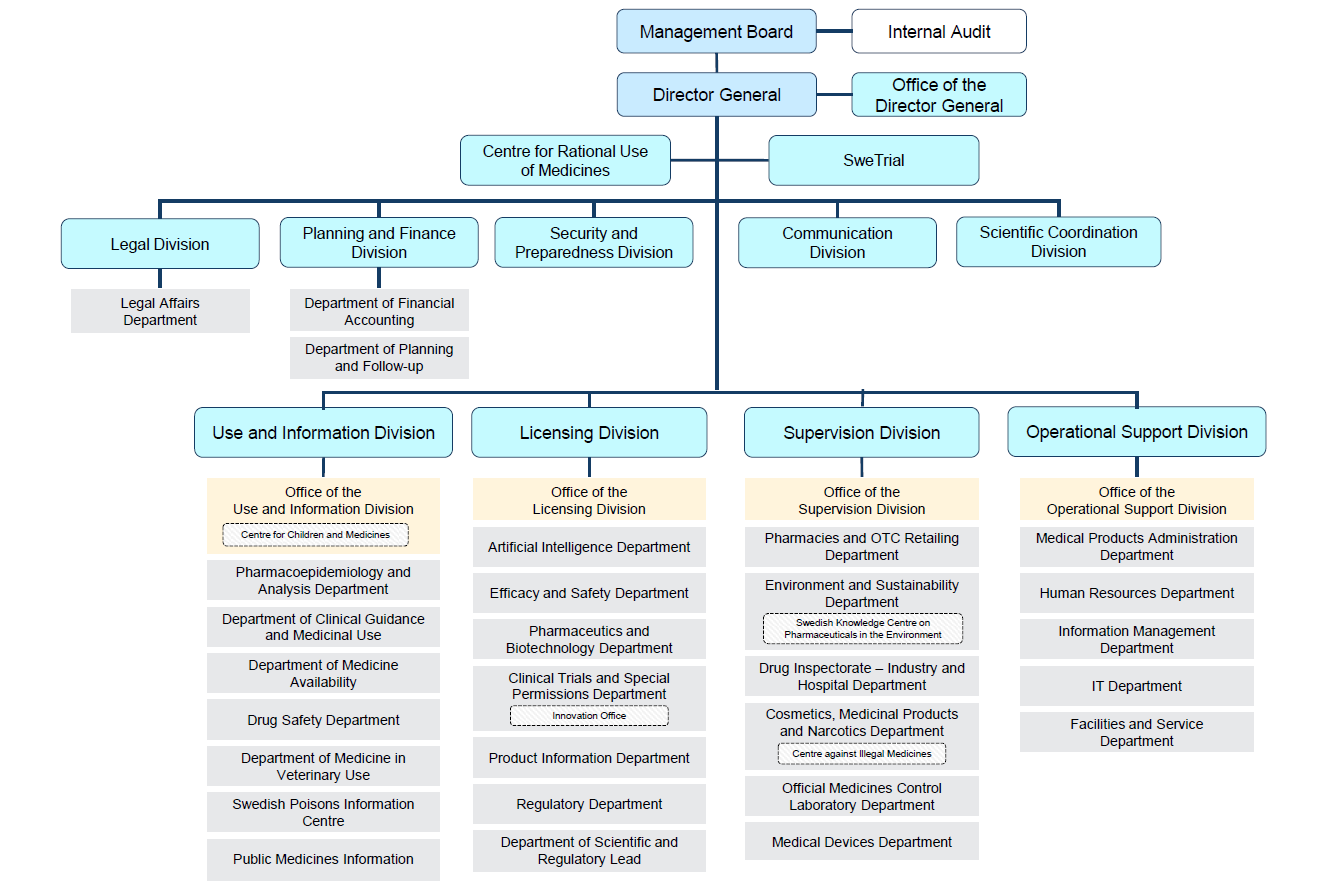 Management Board
Internal Audit
Director General
Office of the
Director General
Centre for Rational Use
of Medicines
SweTrial
Legal Division
Planning and Finance
Division
Security and
Preparedness Division
Communication
Division
Scientific Coordination
Division
Legal Affairs
Department
Department of Financial
Accounting
Department of Planning
and Follow-up
Use and Information Division
Office of the
Use and Information Division
Centre for Children and Medicines
Pharmacoepidemiology and
Analysis Department
Department of Clinical Guidance
and Medicinal Use
Department of Medicine
Availability
Drug Safety Department
Department of Medicine in
Veterinary Use
Swedish Poisons Information
Centre
Public Medicines Information
Licensing Division
Office of the
Licensing Division
Artificial Intelligence Department
Efficacy and Safety Department
Pharmaceutics and
Biotechnology Department
Clinical Trials and Special
Permissions Department
Innovation Office
Product Information Department
Regulatory Department
Department of Scientific and
Regulatory Lead
Supervision Division
Office of the
Supervision Division
Pharmacies and OTC Retailing
Department
Environment and Sustainability
Department
Swedish Knowledge Centre on
Pharmaceuticals in the Environment
Drug Inspectorate – Industry and
Hospital Department
Cosmetics, Medicinal Products
and Narcotics Department
Centre against Illegal Medicines
Official Medicines Control
Laboratory Department
Medical Devices Department
Operational Support Division
Office of the
Operational Support Division
Medical Products Administration
Department
Human Resources Department
Information Management
Department
IT Department
Facilities and Service
Department